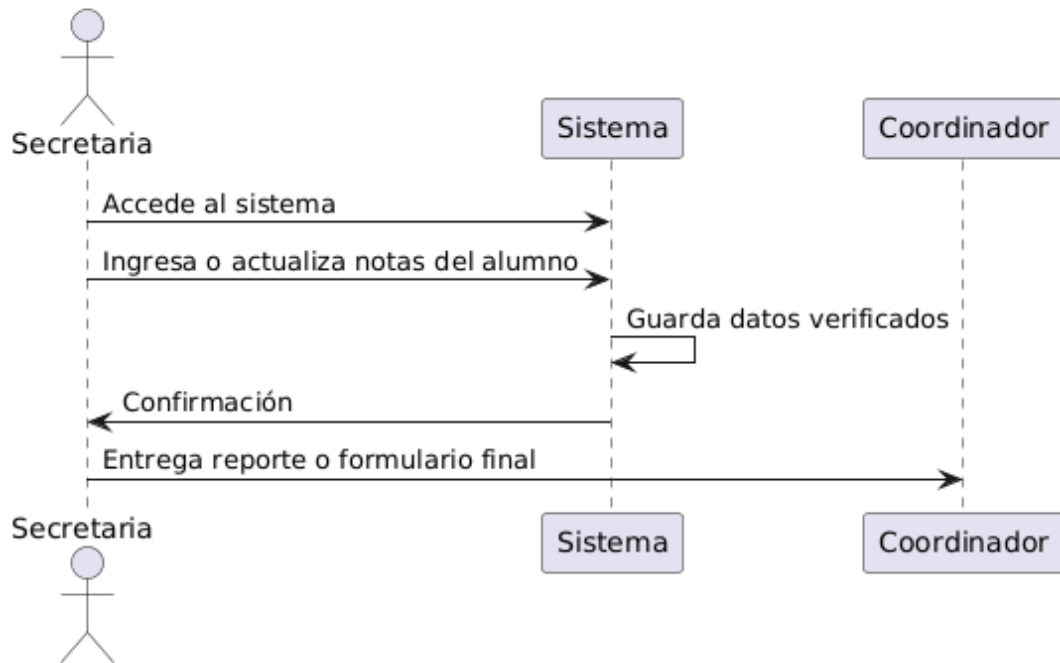 Secretaria
Sistema
Coordinador
Accede al sistema
Ingresa o actualiza notas del alumno
Guarda datos verificados
Confirmación
Entrega reporte o formulario final
Secretaria
Sistema
Coordinador